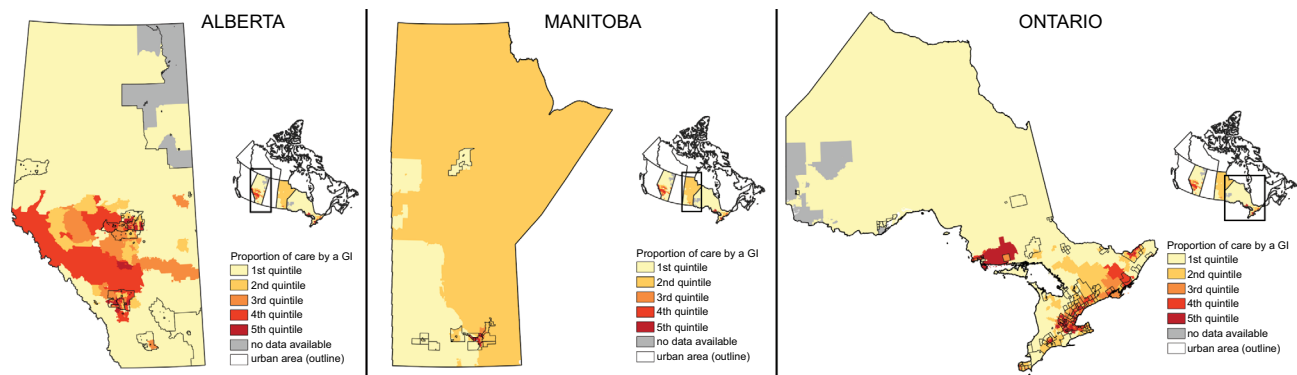 ALBERTA
Proportion of care by a GI
1st quintile
2nd quintile
3rd quintile
4th quintile
5th quintile
no data available
urban area (outline)
MANITOBA
Proportion of care by a GI
1st quintile
2nd quintile
3rd quintile
4th quintile
5th quintile
no data available
urban area (outline)
ONTARIO
Proportion of care by a GI
1st quintile
2nd quintile
3rd quintile
4th quintile
5th quintile
no data available
urban area (outline)